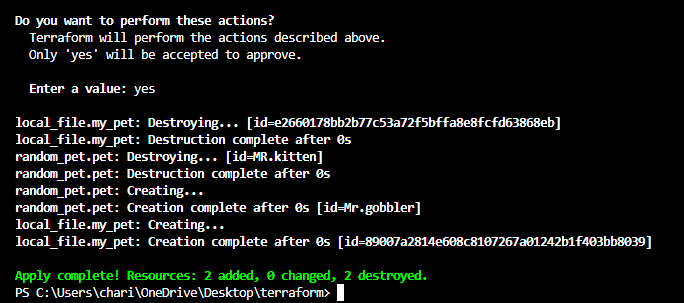 Do you want to perform these actions?
Terraform will perform the actions described above.
Only 'yes' will be accepted to approve.
Enter a value: yes
local_file.my_pet: Destroying... [id=e2660178bb2b77c53a72f5bffa8e8fcfd63868eb]
local_file.my_pet: Destruction complete after 0s
random_pet.pet: Destroying... [id=MR.kitten]
random_pet.pet: Destruction complete after 0s
random_pet.pet: Creating...
random_pet.pet: Creation complete after 0s [id=Mr.gobbler]
local_file.my_pet: Creating...
local_file.my_pet: Creation complete after 0s [id=89007a2814e608c8107267a01242b1f403bb8039]
Apply complete! Resources: 2 added, 0 changed, 2 destroyed.
PS C:\Users\chari\OneDrive\Desktop\terraform>